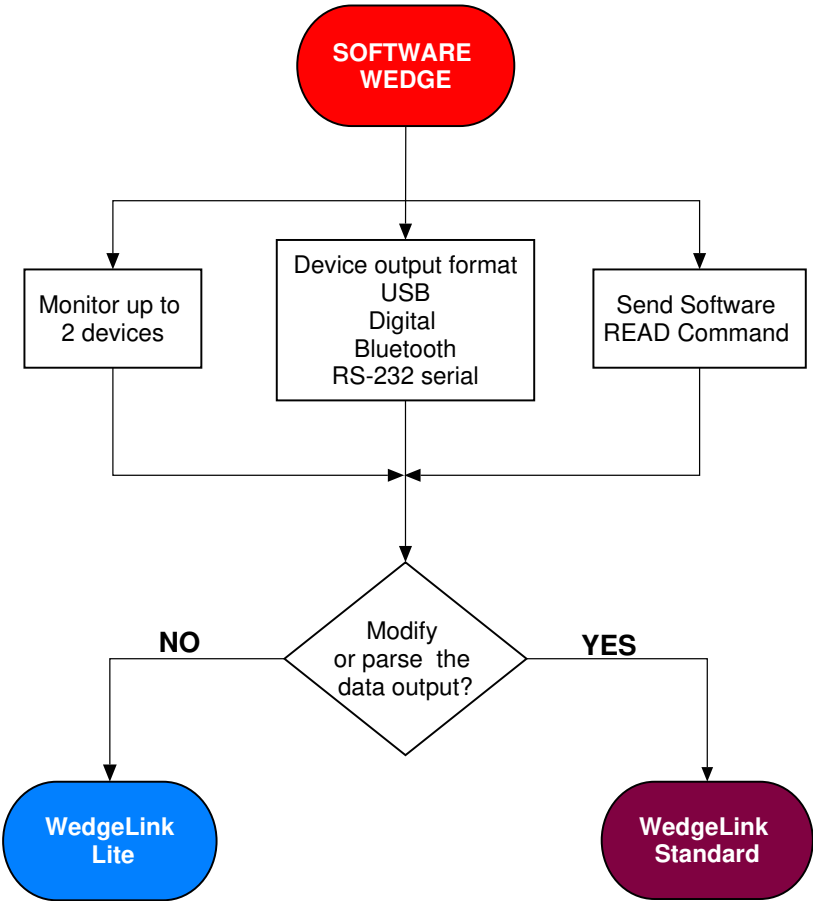 SOFTWARE
WEDGE
Monitor up to
2 devices
Device output format
USB
Digital
Bluetooth
RS-232 serial
Send Software
READ Command
Modify
or parse the
data output?
NO
YES
WedgeLink
Lite
WedgeLink
Standard